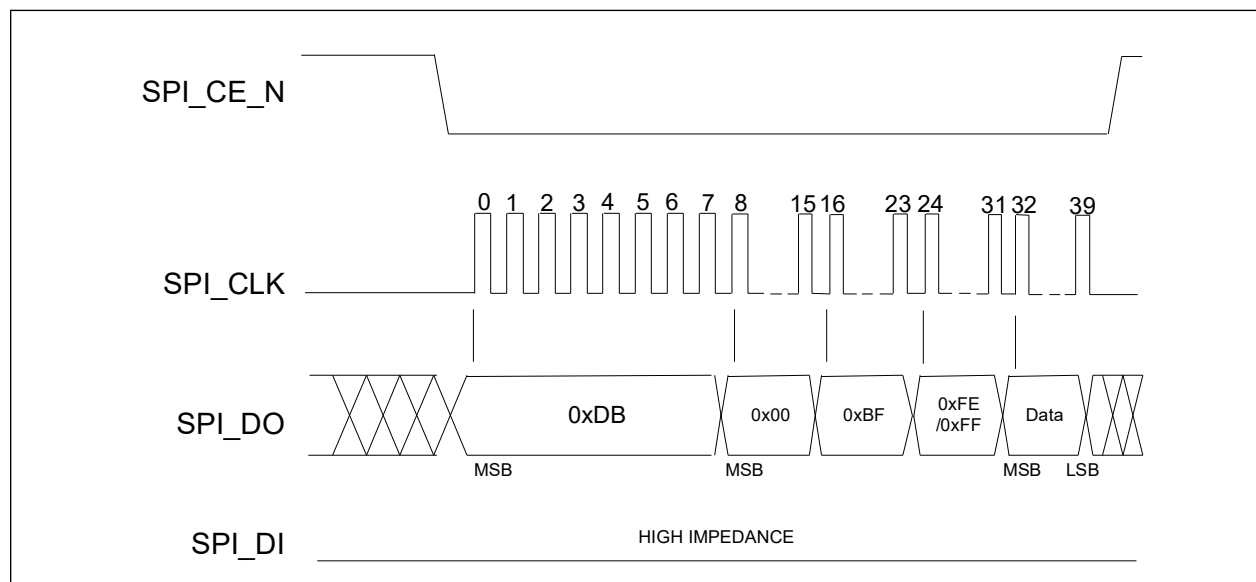 SPI_CE_N
0 1 2 3 4 5 6 7 8 15 16 23 24 31 32 39
SPI_CLK
SPI_DO
0xDB
0x00
0xBF
0xFE
/0xFF
Data
MSB MSB MSB LSB
SPI_DI
HIGH IMPEDANCE